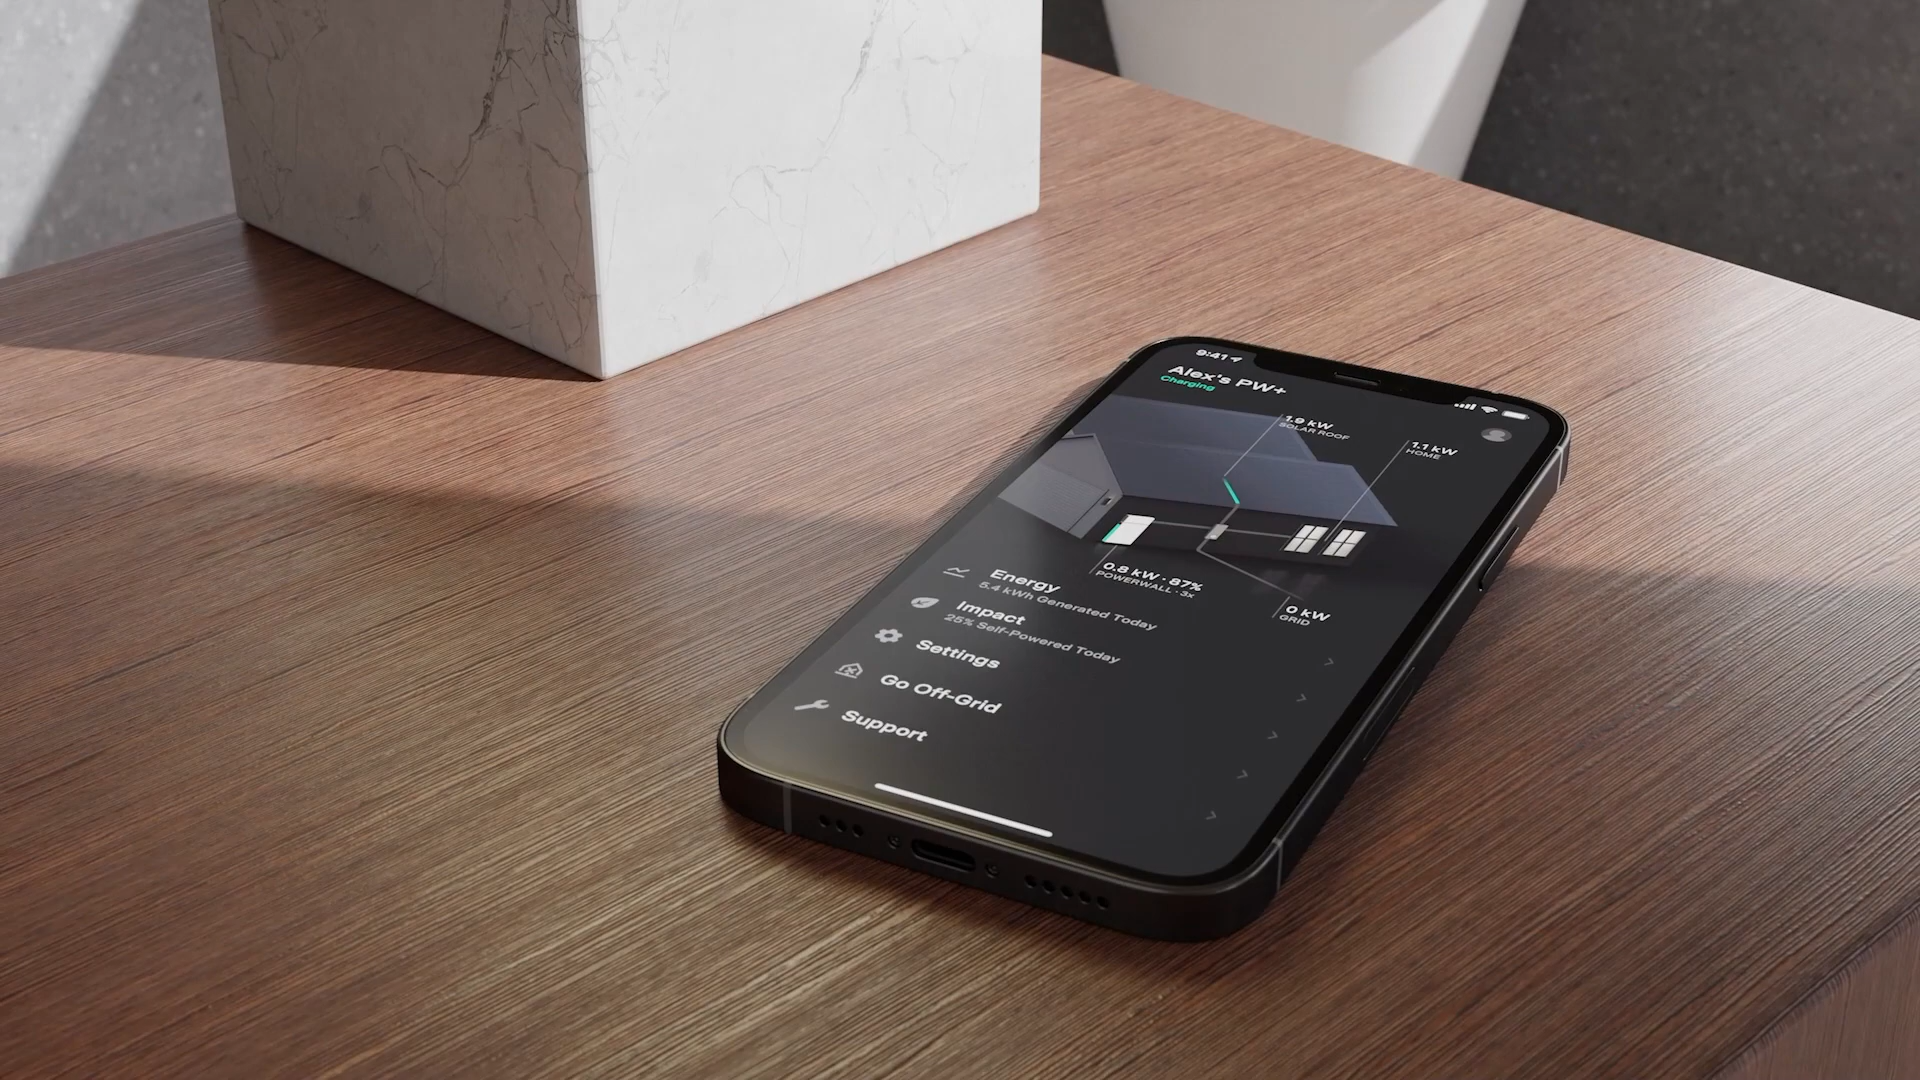 9:41
Alex's PW+
Charging
1.9 kW
SOLAR ROOF
1.1 kW
HOME
0.8 kW · 87%
POWERWALL · 3x
0 kW
GRID
Energy
5.4 kWh Generated Today
Impact
25% Self-Powered Today
Settings
Go Off-Grid
Support